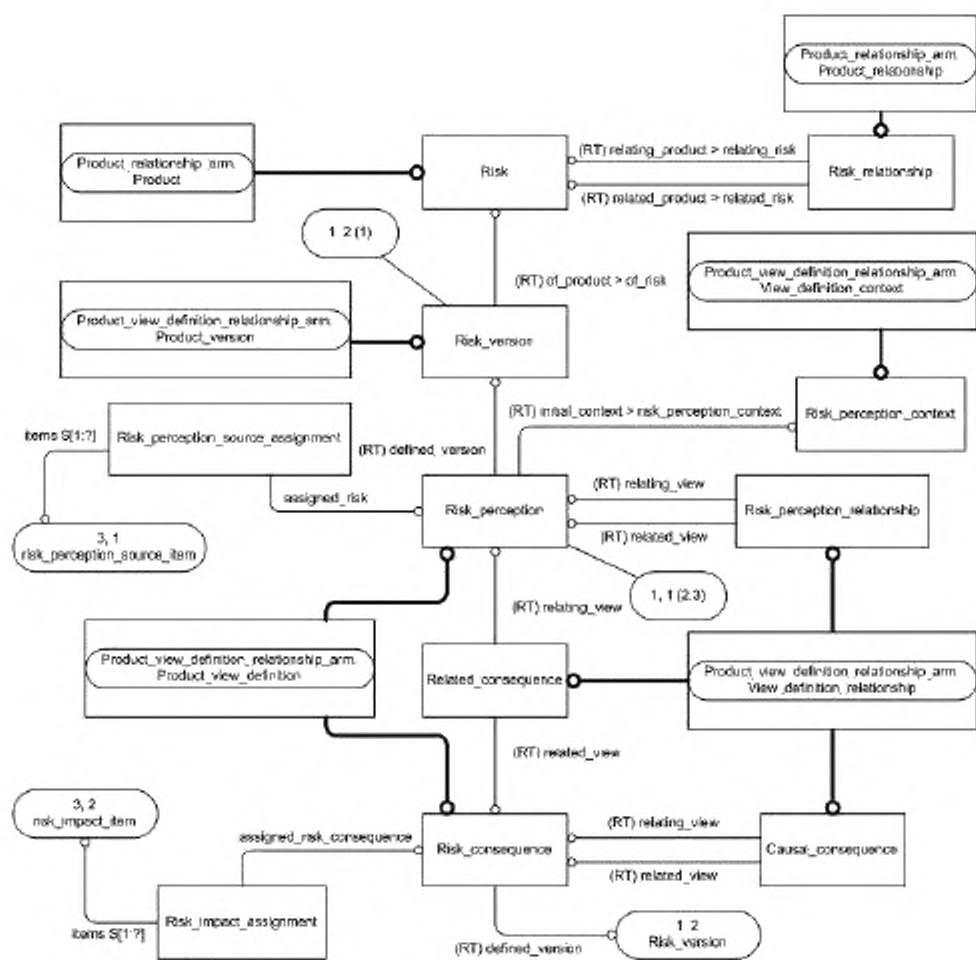 Product_relationship_arm.
Product_relationship
Product_relationship_arm.
Product
Risk
(RT) relating_product > relating_risk
(RT) related_product > related_risk
Risk_relationship
1 2 (1)
(RT) of_product > of_risk
Product_view_definition_relationship_arm.
View_definition_context
Product_view_definition_relationship_arm.
Product_version
Risk_version
(RT) initial_context > risk_perception_context
Risk_perception_context
items S[1:?]
Risk_perception_source_assignment
(RT) defined_version
assigned_risk
Risk_perception
(RT) relating_view
(RT) related_view
Risk_perception_relationship
3, 1
risk_perception_source_item
1, 1 (2,3)
(RT) relating_view
Product_view_definition_relationship_arm.
Product_view_definition
Related_consequence
Product_view_definition_relationship_arm.
View_definition_relationship
(RT) related_view
3, 2
risk_impact_item
assigned_risk_consequence
Risk_consequence
(RT) relating_view
(RT) related_view
Causal_consequence
Risk_impact_assignment
items S[1:?]
(RT) defined_version
1 2
Risk_version